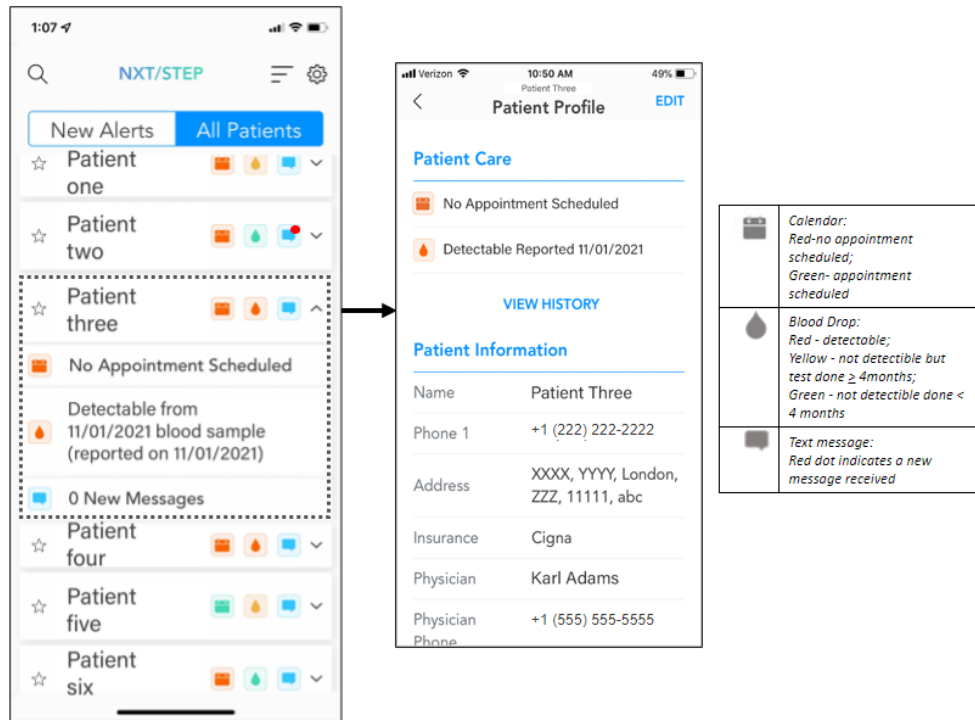 1:07
NXT/STEP
New Alerts
All Patients
Patient
one
Patient
two
Patient
three
No Appointment Scheduled
Detectable from
11/01/2021 blood sample
(reported on 11/01/2021)
0 New Messages
Patient
four
Patient
five
Patient
six
Verizon
10:50 AM
49%
Patient Three
Patient Profile
EDIT
Patient Care
No Appointment Scheduled
Detectable Reported 11/01/2021
VIEW HISTORY
Patient Information
Name
Patient Three
Phone 1
+1 (222) 222-2222
Address
XXXX, YYYY, London,
ZZZ, 11111, abc
Insurance
Cigna
Physician
Karl Adams
Physician
Phone
+1 (555) 555-5555
Calendar:
Red-no appointment
scheduled;
Green- appointment
scheduled
Blood Drop:
Red - detectable;
Yellow - not detectible but
test done ≥ 4months;
Green - not detectible done <
4 months
Text message:
Red dot indicates a new
message received